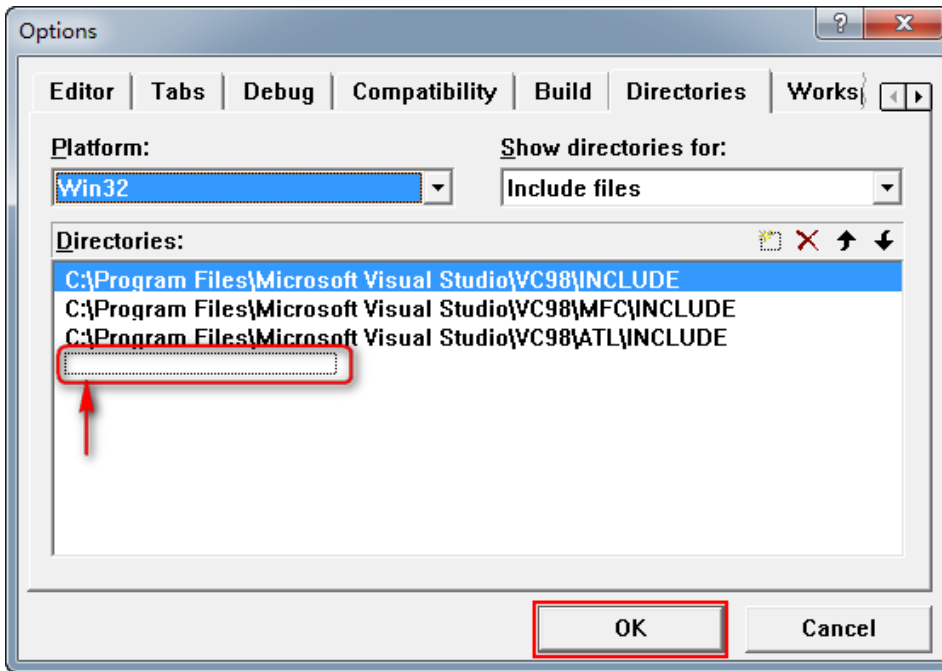 Options
Editor Tabs Debug Compatibility Build Directories
Platform: Show directories for:
Win32 Include files
Directories:
C:\Program Files\Microsoft Visual Studio\VC98\INCLUDE
C:\Program Files\Microsoft Visual Studio\VC98\MFC\INCLUDE
C:\Program Files\Microsoft Visual Studio\VC98\ATL\INCLUDE
OK Cancel